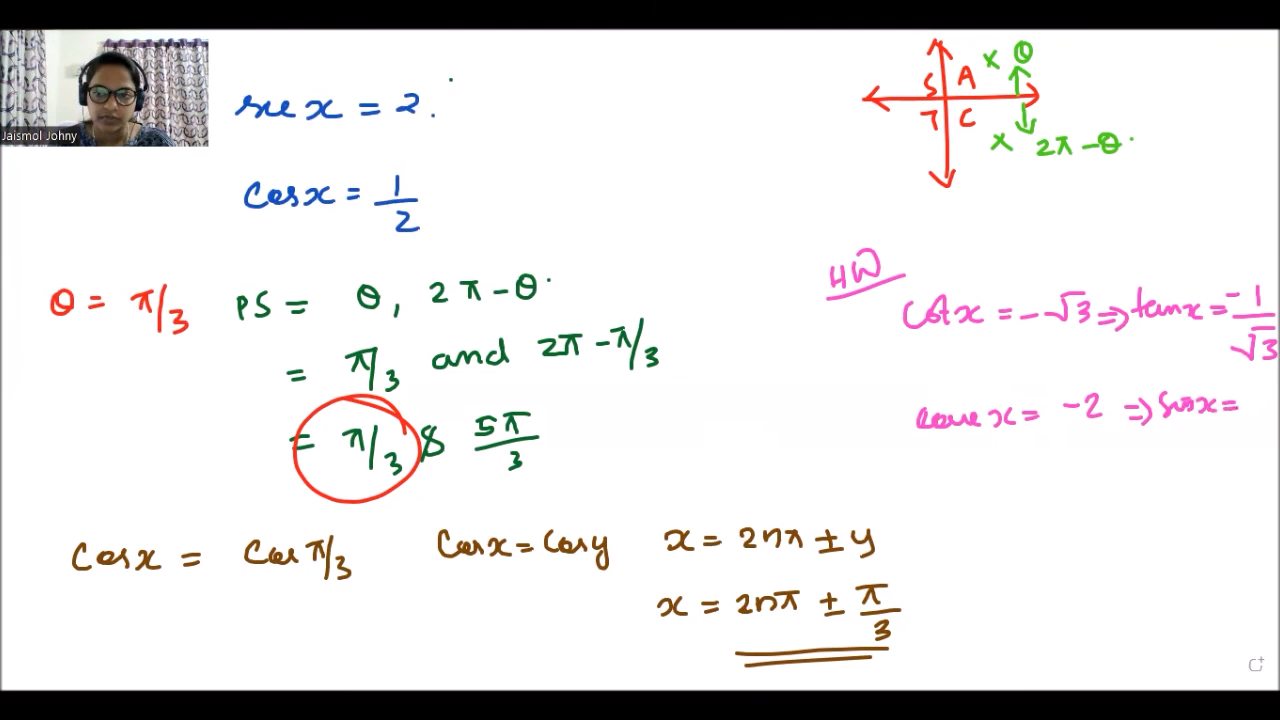 Jaismol Johny
sec x = 2.
cos x = 1/2
S A × θ
T C × 2π - θ
θ = π/3
PS = θ, 2π - θ
= π/3 and 2π - π/3
= π/3 & 5π/3
HW
cot x = -√3 ⇒ tan x = -1/√3
cosec x = -2 ⇒ sin x =
cos x = cos π/3
cos x = cos y
x = 2nπ ± y
x = 2nπ ± π/3